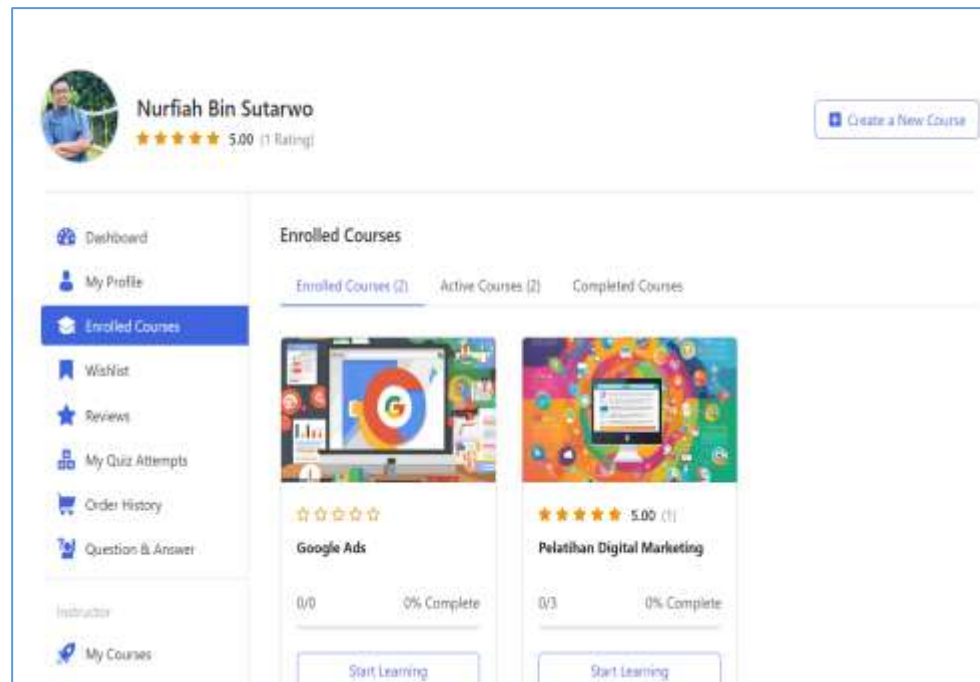 Nurfiah Bin Sutarwo
5.00 (1 Rating)
Create a New Course
Dashboard
My Profile
Enrolled Courses
Wishlist
Reviews
My Quiz Attempts
Order History
Question & Answer
Instructor
My Courses
Enrolled Courses
Enrolled Courses (2) Active Courses (2) Completed Courses
Google Ads
0/0 0% Complete
Start Learning
5.00 (1)
Pelatihan Digital Marketing
0/3 0% Complete
Start Learning